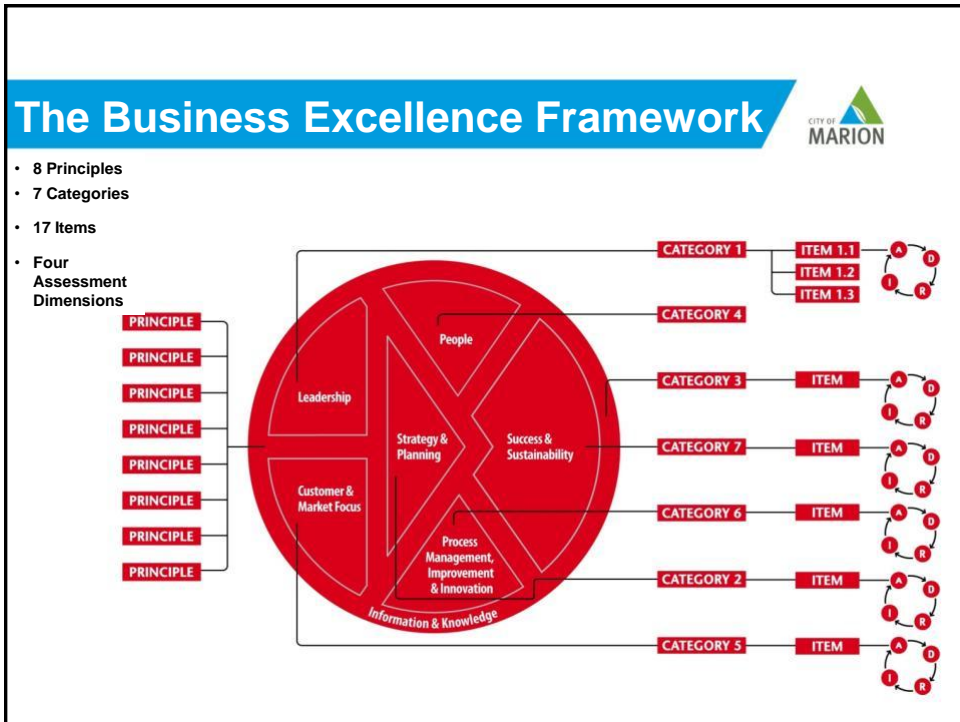 The Business Excellence Framework
CITY OF
MARION
• 8 Principles
• 7 Categories
• 17 Items
• Four
Assessment
Dimensions
PRINCIPLE
PRINCIPLE
PRINCIPLE
PRINCIPLE
PRINCIPLE
PRINCIPLE
PRINCIPLE
PRINCIPLE
People
Leadership
Strategy &
Planning
Success &
Sustainability
Customer &
Market Focus
Process
Management,
Improvement
& Innovation
Information & Knowledge
CATEGORY 1 ITEM 1.1 A D R I
ITEM 1.2
ITEM 1.3
CATEGORY 4
CATEGORY 3 ITEM A D R I
CATEGORY 7 ITEM A D R I
CATEGORY 6 ITEM A D R I
CATEGORY 2 ITEM A D R I
CATEGORY 5 ITEM A D R I